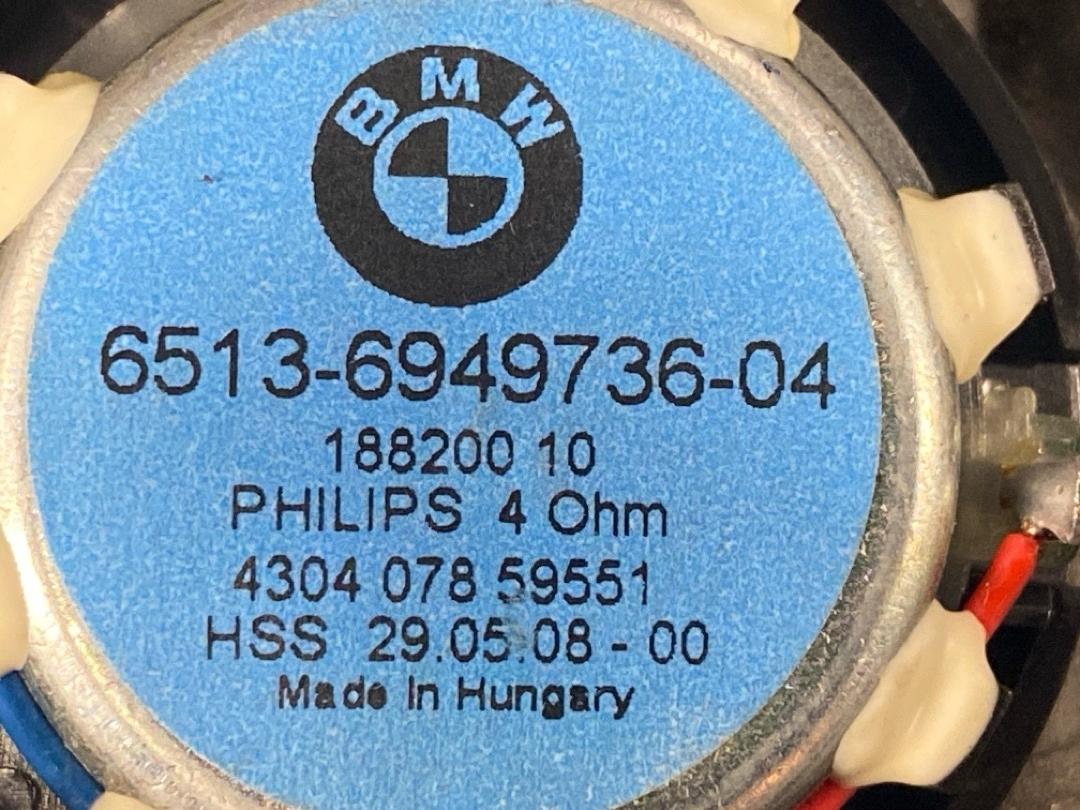 BMW
6513-6949736-04
188200 10
PHILIPS 4 Ohm
4304 078 59551
HSS 29.05.08 - 00
Made In Hungary